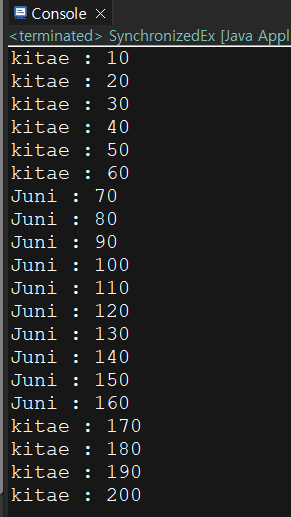 Console
<terminated> SynchronizedEx [Java Appl
kitae : 10
kitae : 20
kitae : 30
kitae : 40
kitae : 50
kitae : 60
Juni : 70
Juni : 80
Juni : 90
Juni : 100
Juni : 110
Juni : 120
Juni : 130
Juni : 140
Juni : 150
Juni : 160
kitae : 170
kitae : 180
kitae : 190
kitae : 200